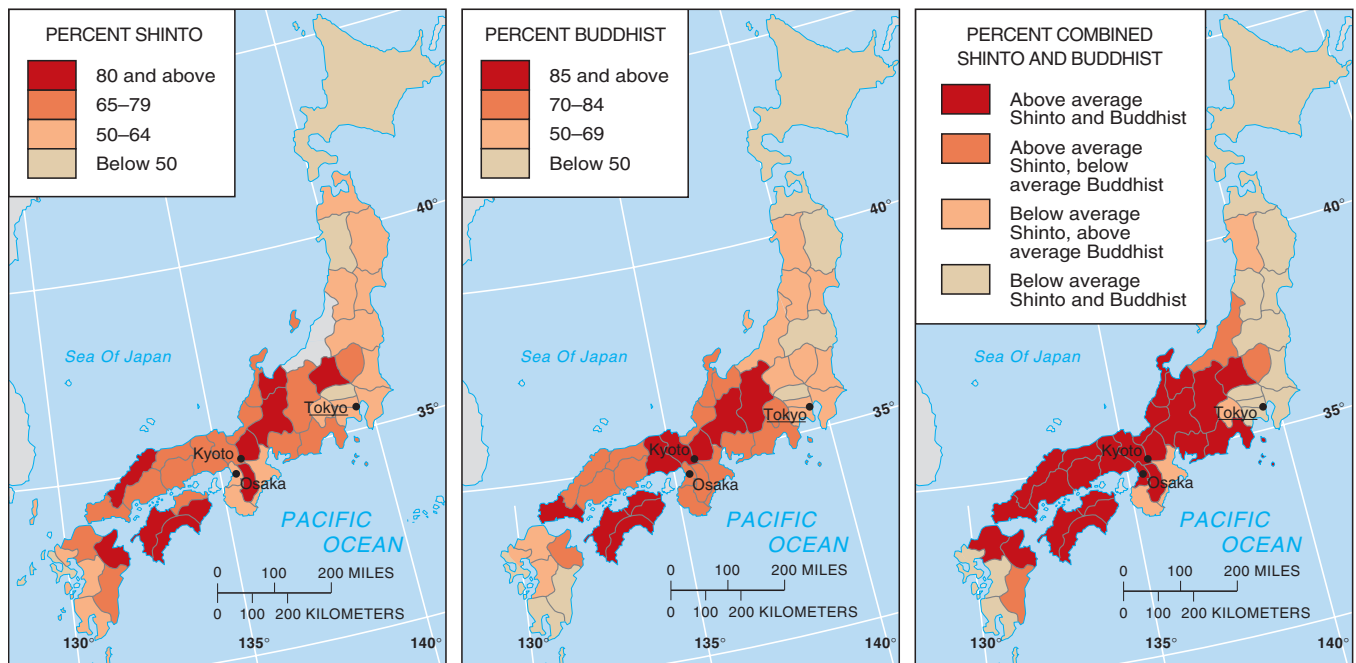 PERCENT SHINTO
80 and above
65–79
50–64
Below 50
40°
Sea Of Japan
Tokyo
35°
Kyoto
Osaka
PACIFIC
OCEAN
0 100 200 MILES
0 100 200 KILOMETERS
130°
135°
140°
PERCENT BUDDHIST
85 and above
70–84
50–69
Below 50
40°
Sea Of Japan
Tokyo
35°
Kyoto
Osaka
PACIFIC
OCEAN
0 100 200 MILES
0 100 200 KILOMETERS
130°
135°
140°
PERCENT COMBINED
SHINTO AND BUDDHIST
Above average
Shinto and Buddhist
Above average
Shinto, below
average Buddhist
Below average
Shinto, above
average Buddhist
Below average
Shinto and Buddhist
40°
Sea Of Japan
Tokyo
35°
Kyoto
Osaka
PACIFIC
OCEAN
0 100 200 MILES
0 100 200 KILOMETERS
130°
135°
140°